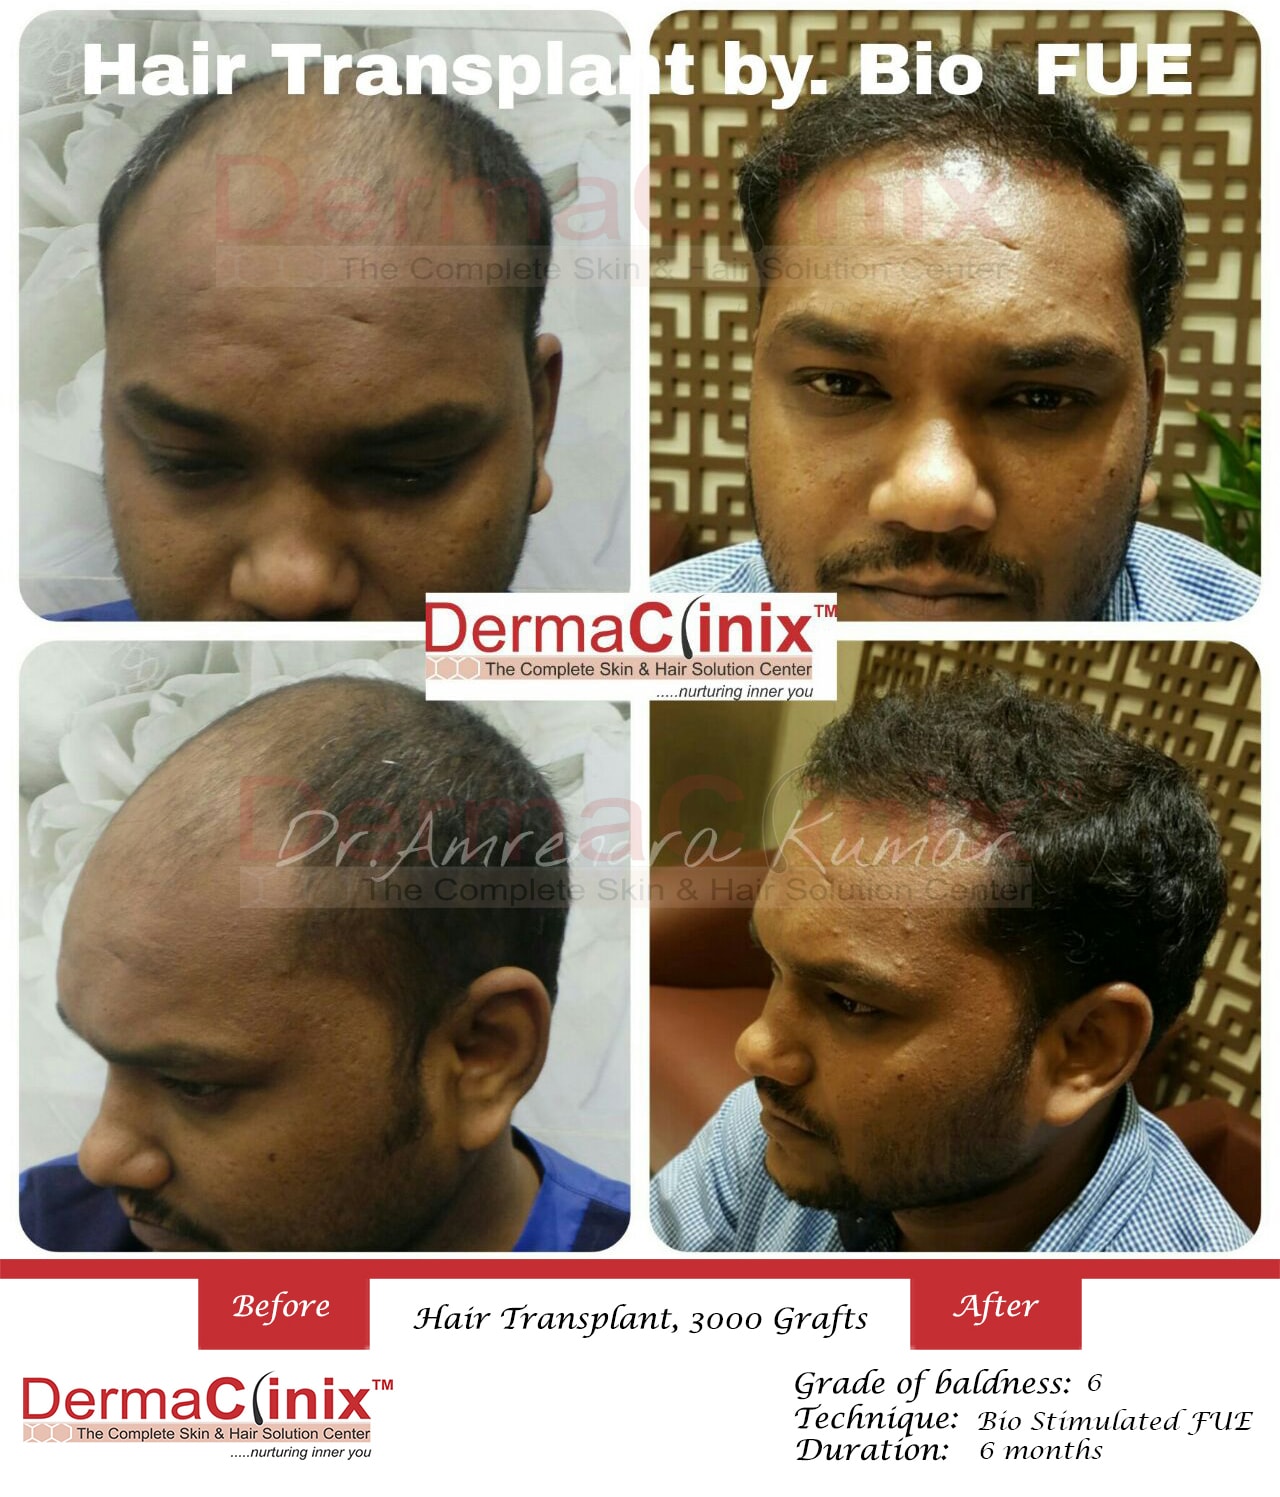 Hair Transplant by. Bio FUE
DermaClinix
The Complete Skin & Hair Solution Center
DermaClinix™
The Complete Skin & Hair Solution Center
.....nurturing inner you
DermaClinix
Dr.Amrendra Kumar
The Complete Skin & Hair Solution Center
Before
Hair Transplant, 3000 Grafts
After
DermaClinix™
The Complete Skin & Hair Solution Center
.....nurturing inner you
Grade of baldness: 6
Technique: Bio Stimulated FUE
Duration: 6 months